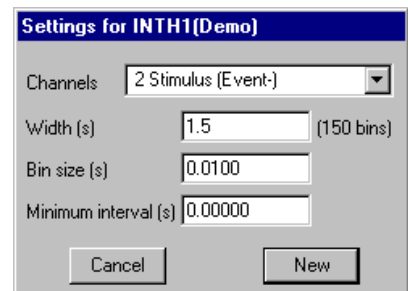 Settings for INTH1(Demo)
Channels 2 Stimulus (Event-)
Width (s) 1.5 (150 bins)
Bin size (s) 0.0100
Minimum interval (s) 0.00000
Cancel New